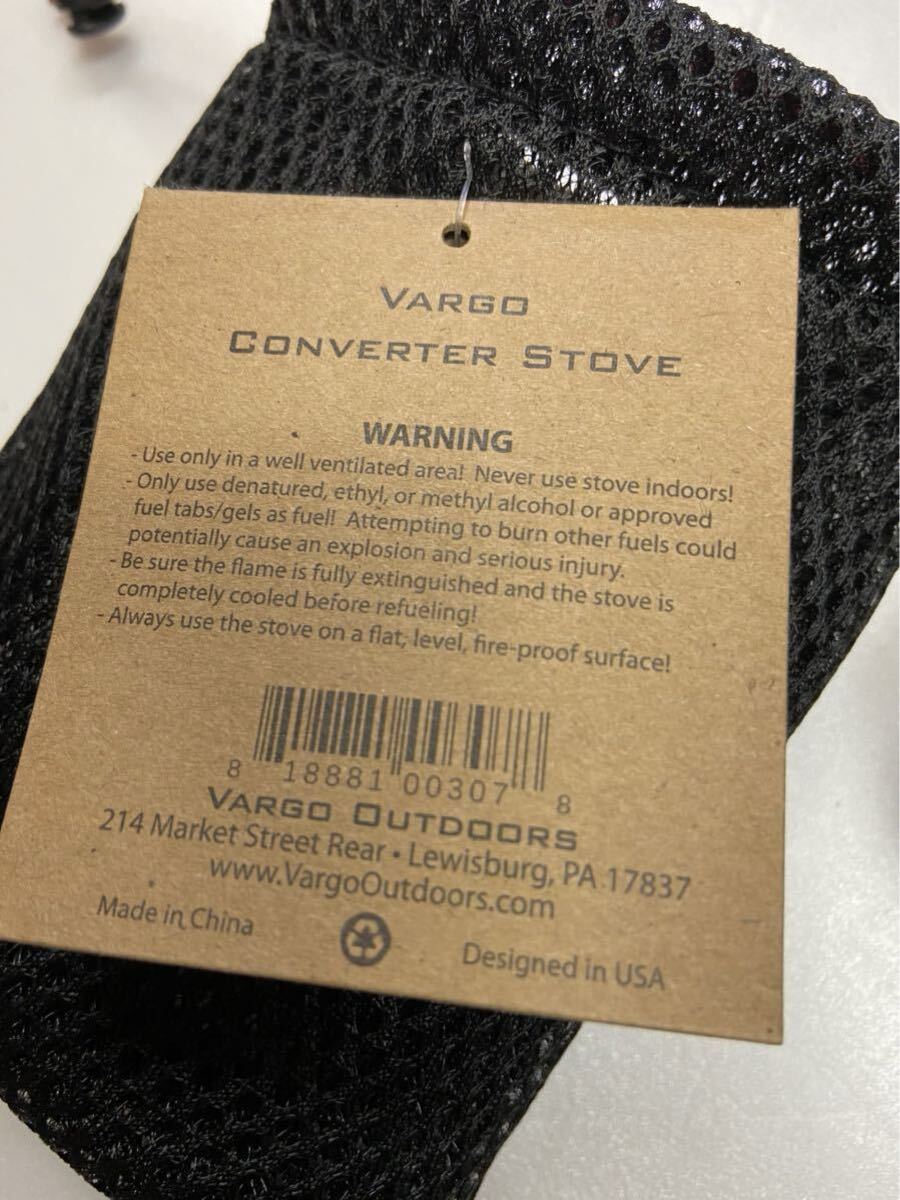 VARGO
CONVERTER STOVE
WARNING
- Use only in a well ventilated area! Never use stove indoors!
- Only use denatured, ethyl, or methyl alcohol or approved
fuel tabs/gels as fuel! Attempting to burn other fuels could
potentially cause an explosion and serious injury.
- Be sure the flame is fully extinguished and the stove is
completely cooled before refueling!
- Always use the stove on a flat, level, fire-proof surface!
8 18881 00307 8
VARGO OUTDOORS
214 Market Street Rear • Lewisburg, PA 17837
www.VargoOutdoors.com
Made in China
Designed in USA